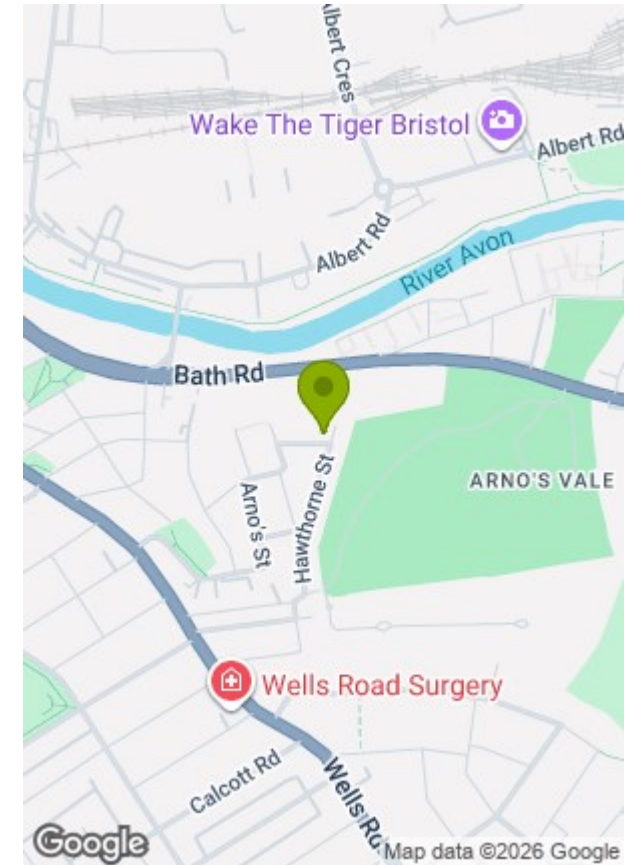 Albert Cres
Wake The Tiger Bristol
Albert Rd
Albert Rd
River Avon
Bath Rd
ARNO'S VALE
Arno's St
Hawthorne St
Wells Road Surgery
Calcott Rd
Wells Rd
Google
Map data ©2026 Google